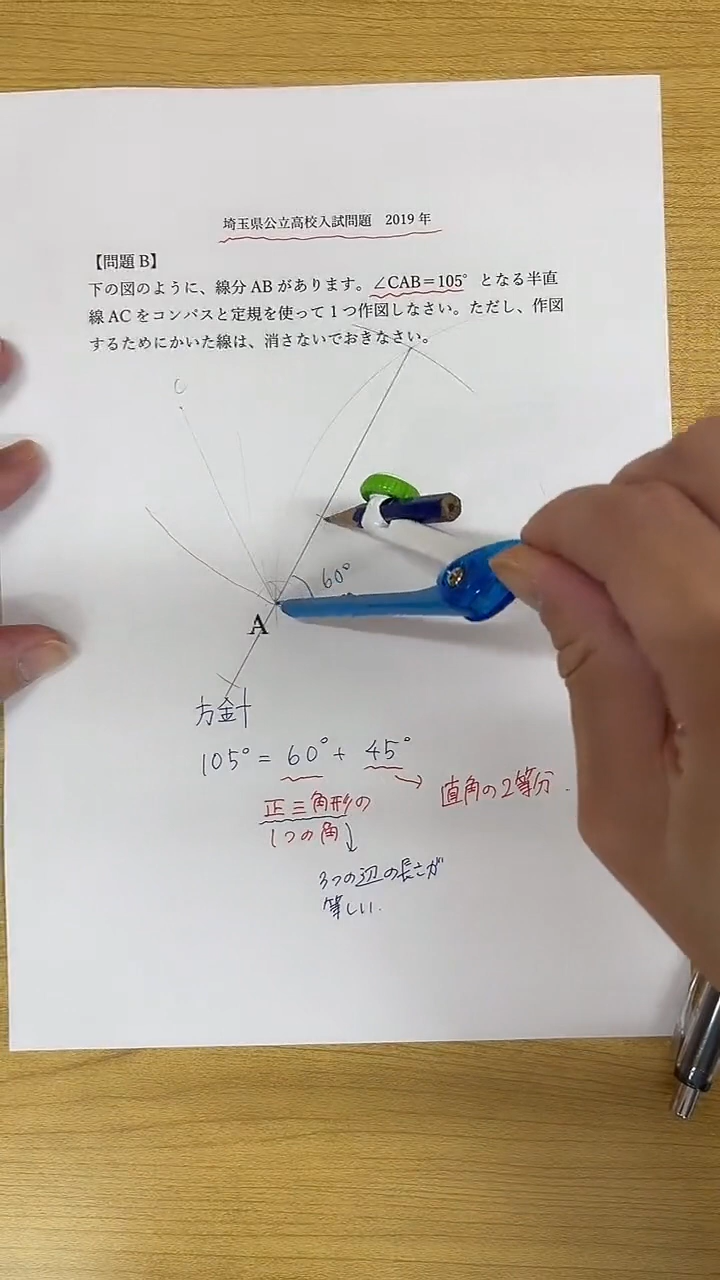 埼玉県公立高校入試問題　2019 年
【問題 B】
下の図のように、線分 AB があります。∠CAB＝105° となる半直
線 AC をコンパスと定規を使って 1 つ作図しなさい。ただし、作図
するためにかいた線は、消さないでおきなさい。
C
60°
A
方針
105° = 60° + 45°
直角の2等分.
正三角形の
1つの角
3つの辺の長さが
等しい.